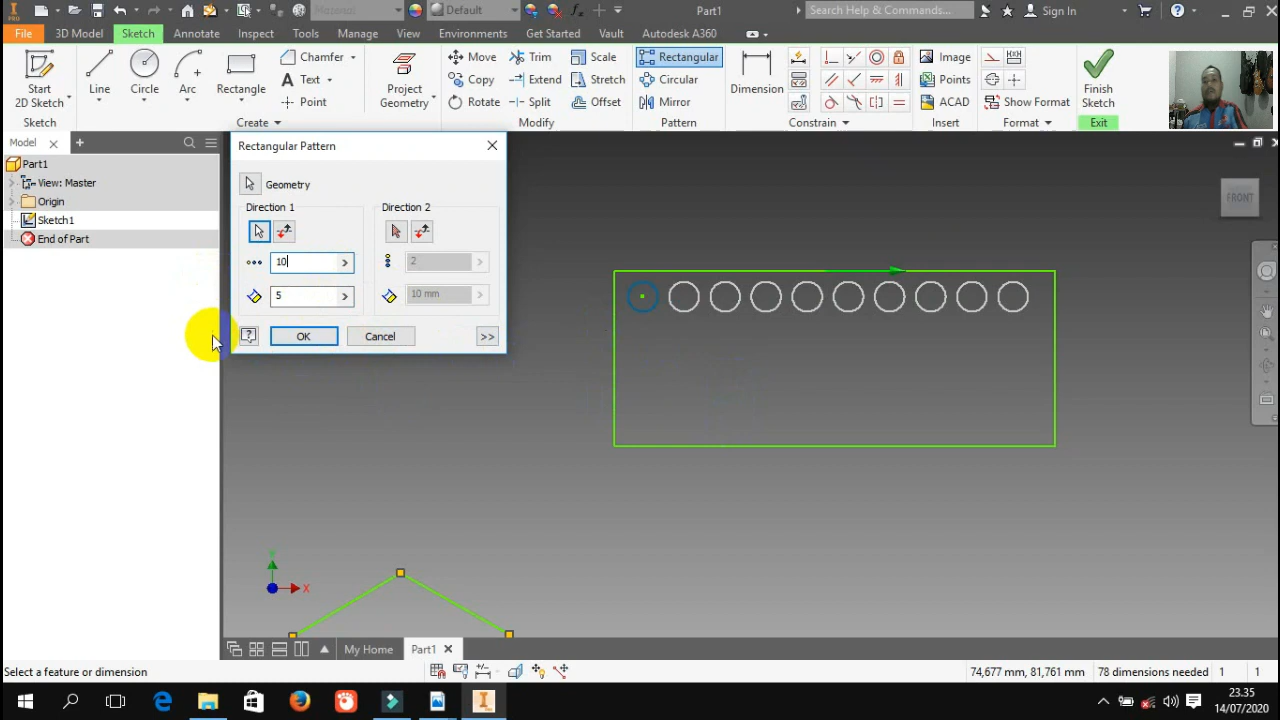 Mazondi Default fx Part1 Search Help & Commands... Sign In
PRO
File 3D Model Sketch Annotate Inspect Tools Manage View Environments Get Started Vault Autodesk A360
Start
2D Sketch
Line Circle Arc Rectangle
Chamfer
Text
Point
Project
Geometry
Move Trim Scale
Copy Extend Stretch
Rotate Split Offset
Rectangular
Circular
Mirror
Dimension
Image
Points
ACAD
Show Format
Finish
Sketch
Sketch Create Modify Pattern Constrain Insert Format Exit
Model
Part1
View: Master
Origin
Sketch1
End of Part
Rectangular Pattern
Geometry
Direction 1 Direction 2
10 2
5 10 mm
OK Cancel >>
FRONT
Y
X
My Home Part1
Select a feature or dimension 74,677 mm, 81,761 mm 78 dimensions needed 1 1
23.35
14/07/2020